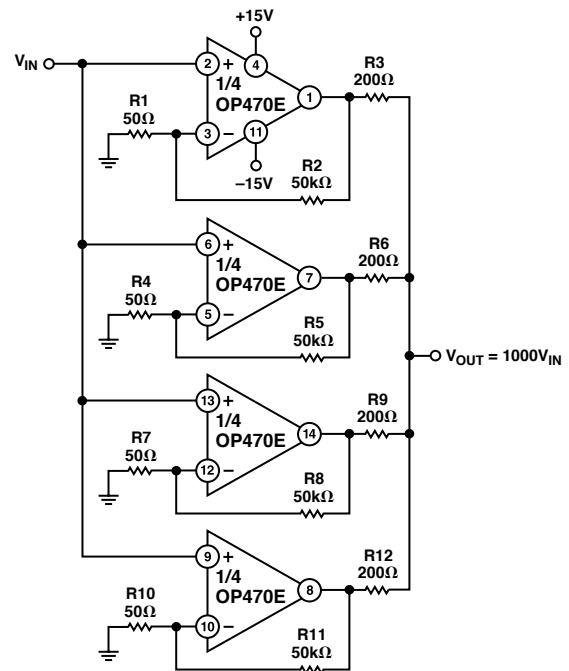 +15V
V_IN
2
+
4
1/4
OP470E
1
R3
200Ω
R1
50Ω
3
−
11
R2
50kΩ
−15V
6
+
1/4
OP470E
7
R6
200Ω
R4
50Ω
5
−
R5
50kΩ
V_OUT = 1000V_IN
13
+
1/4
OP470E
14
R9
200Ω
R7
50Ω
12
−
R8
50kΩ
9
+
1/4
OP470E
8
R12
200Ω
R10
50Ω
10
−
R11
50kΩ